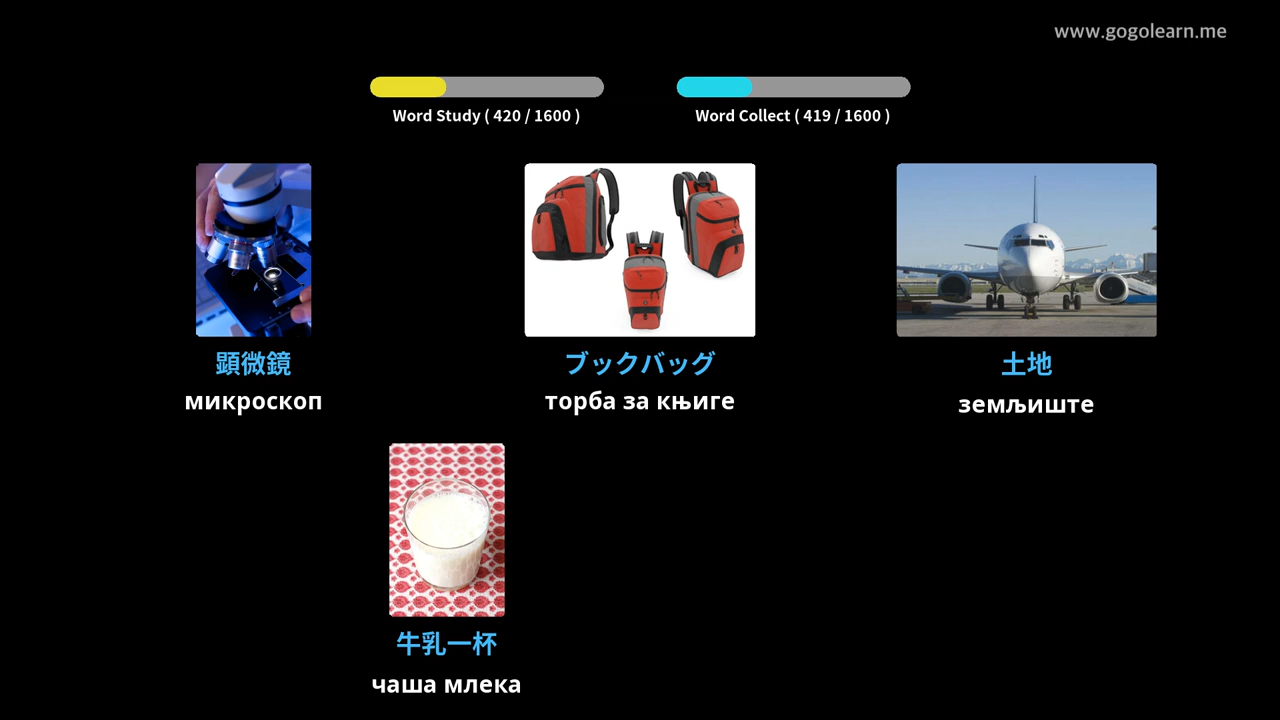 www.gogolearn.me
Word Study ( 420 / 1600 )
Word Collect ( 419 / 1600 )
顕微鏡
микроскоп
ブックバッグ
торба за књиге
土地
земљиште
牛乳一杯
чаша млека